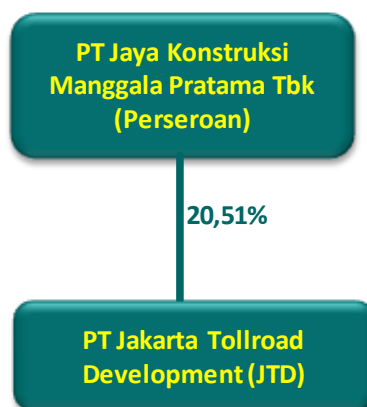 PT Jaya Konstruksi
Manggala Pratama Tbk
(Perseroan)
20,51%
PT Jakarta Tollroad
Development (JTD)